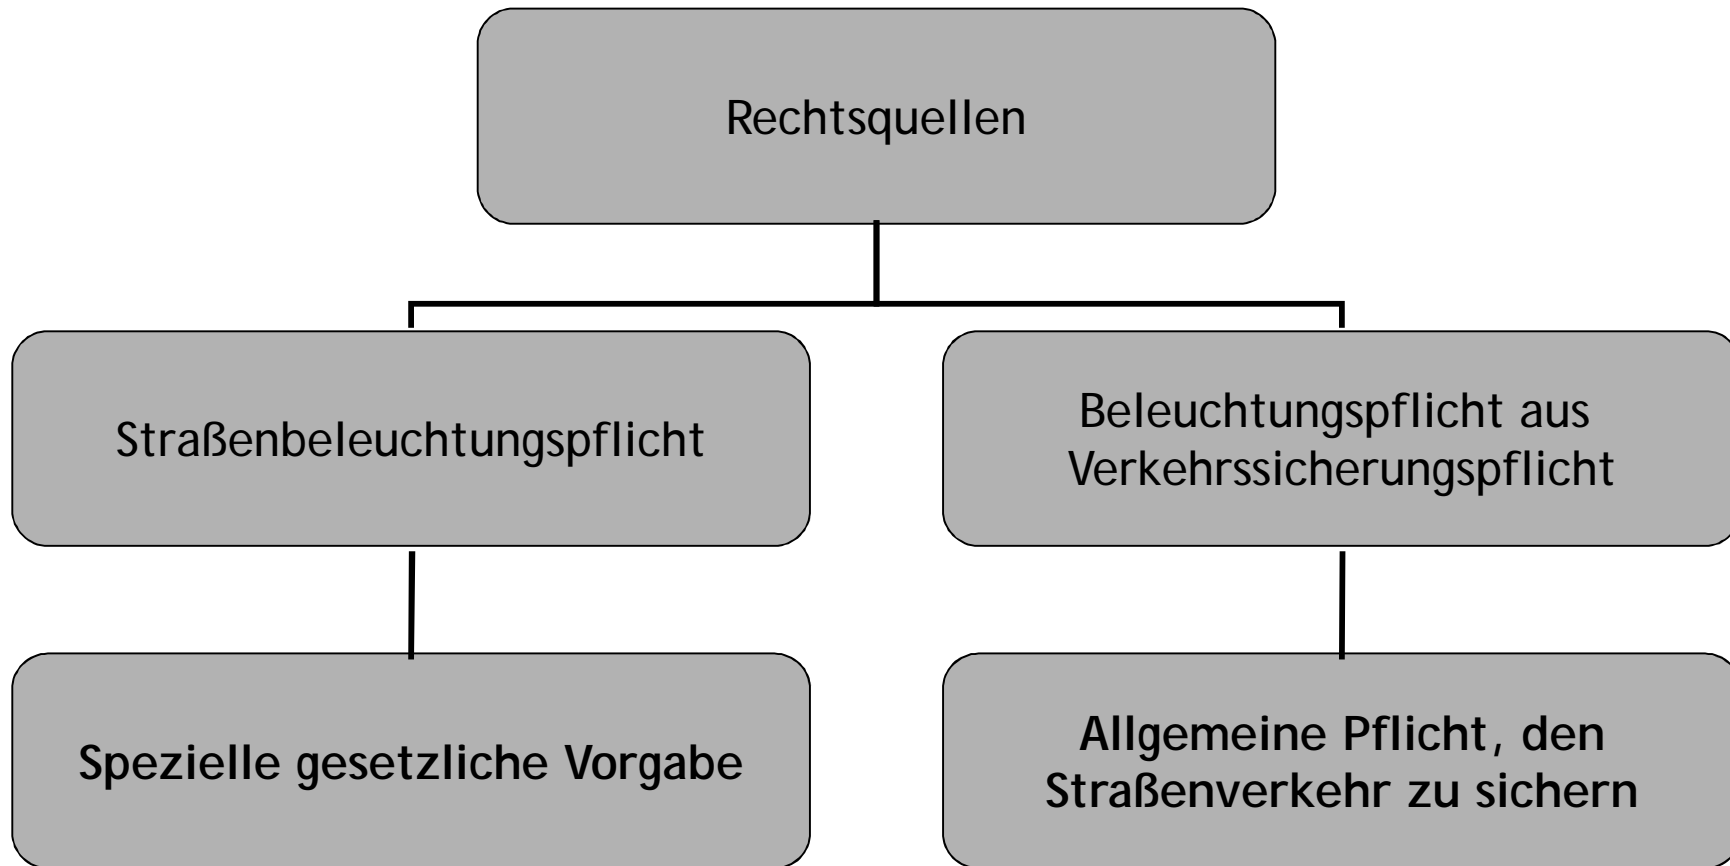 Rechtsquellen
Straßenbeleuchtungspflicht
Beleuchtungspflicht aus
Verkehrssicherungspflicht
Spezielle gesetzliche Vorgabe
Allgemeine Pflicht, den
Straßenverkehr zu sichern